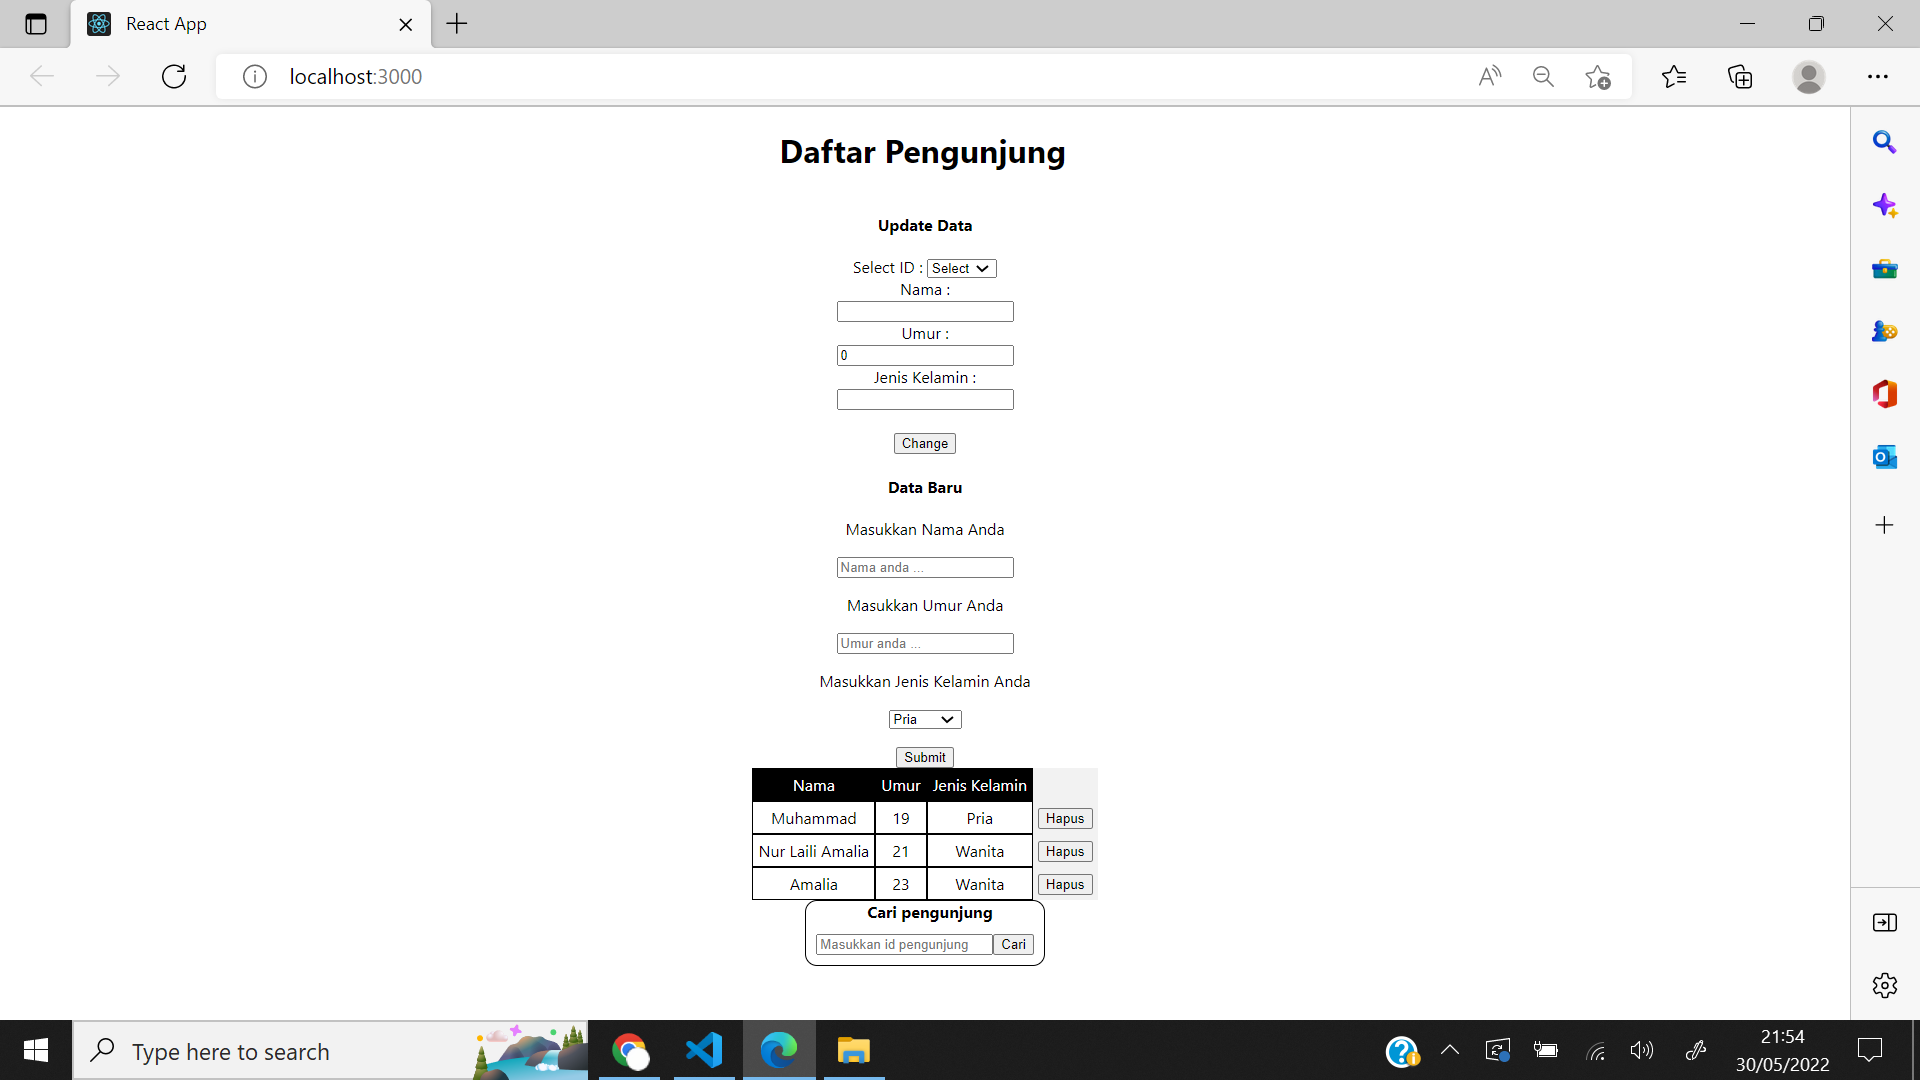 React App
localhost:3000
Daftar Pengunjung
Update Data
Select ID : Select
Nama :
Umur :
0
Jenis Kelamin :
Change
Data Baru
Masukkan Nama Anda
Nama anda ...
Masukkan Umur Anda
Umur anda ...
Masukkan Jenis Kelamin Anda
Pria
Submit
Nama Umur Jenis Kelamin
Muhammad 19 Pria Hapus
Nur Laili Amalia 21 Wanita Hapus
Amalia 23 Wanita Hapus
Cari pengunjung
Masukkan id pengunjung Cari
Type here to search
21:54
30/05/2022